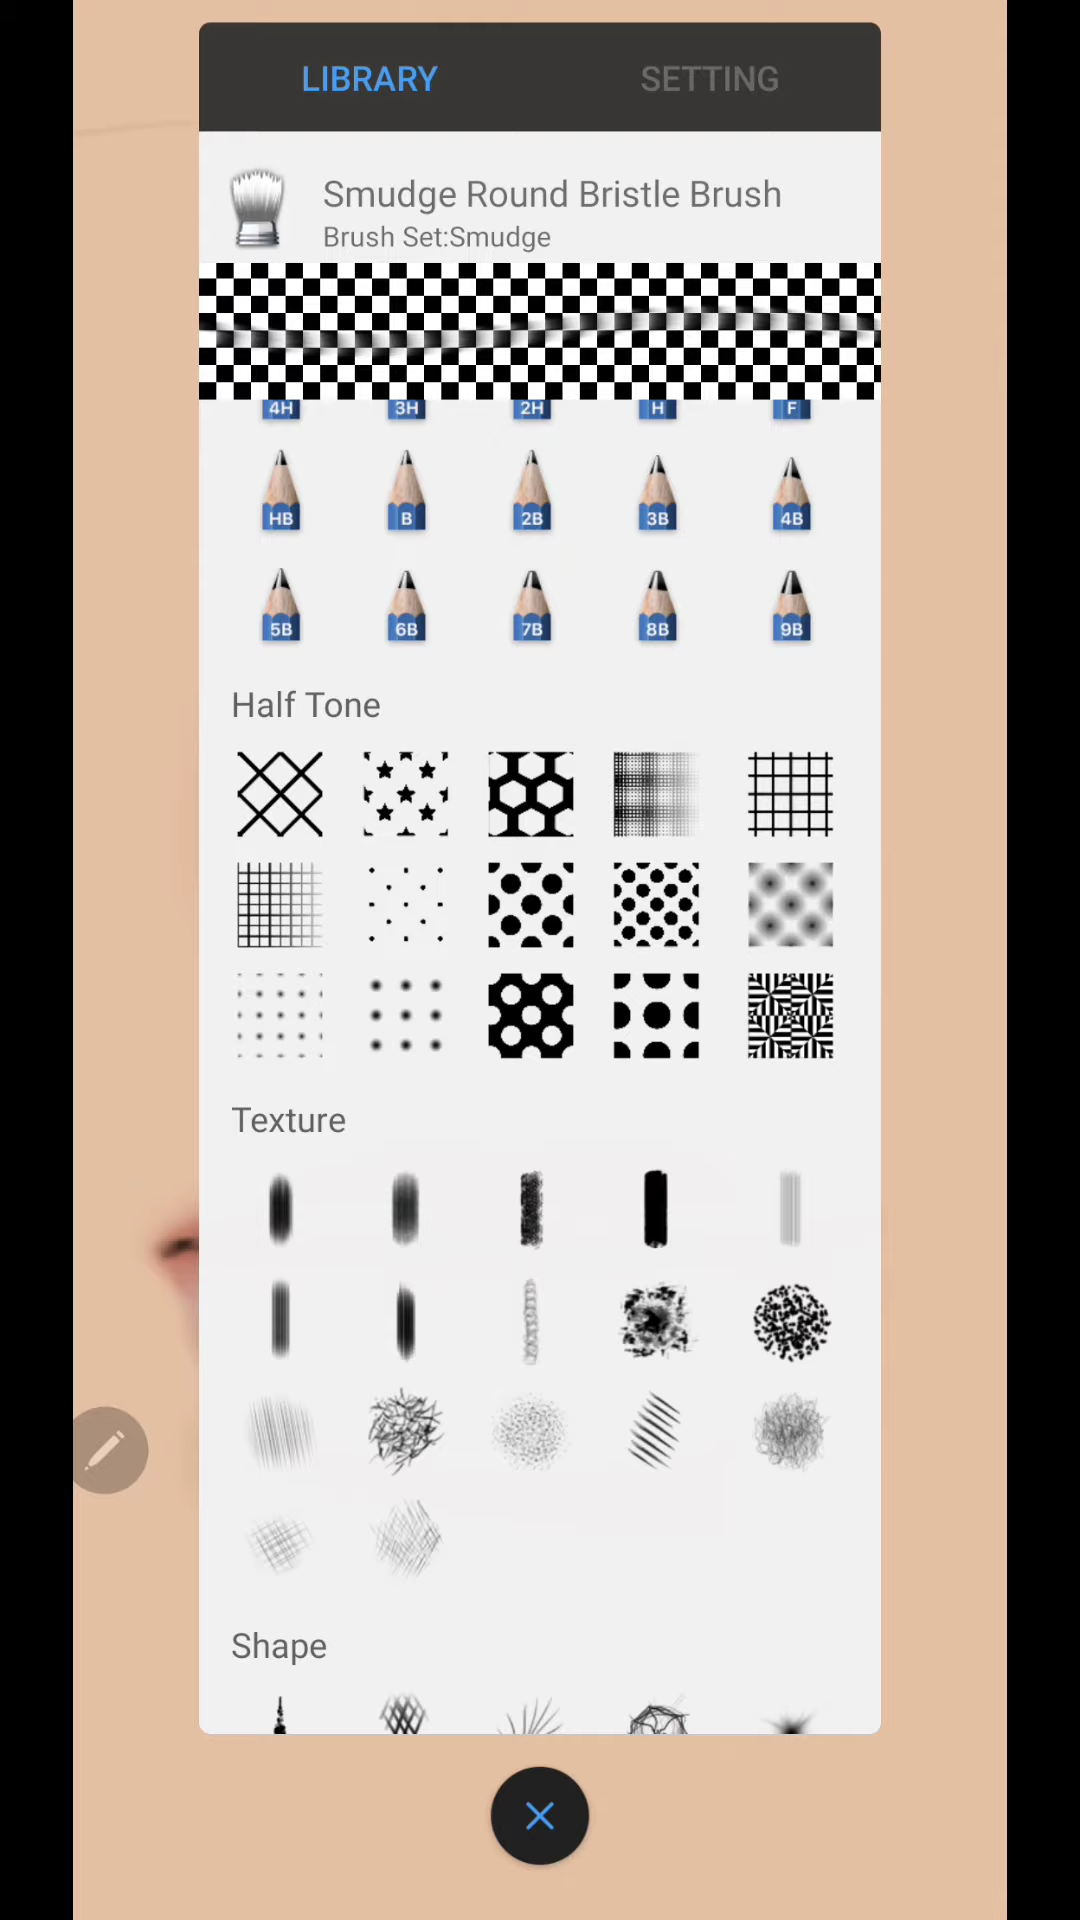 LIBRARY SETTING
Smudge Round Bristle Brush
Brush Set:Smudge
4H 3H 2H H F
HB B 2B 3B 4B
5B 6B 7B 8B 9B
Half Tone
Texture
Shape